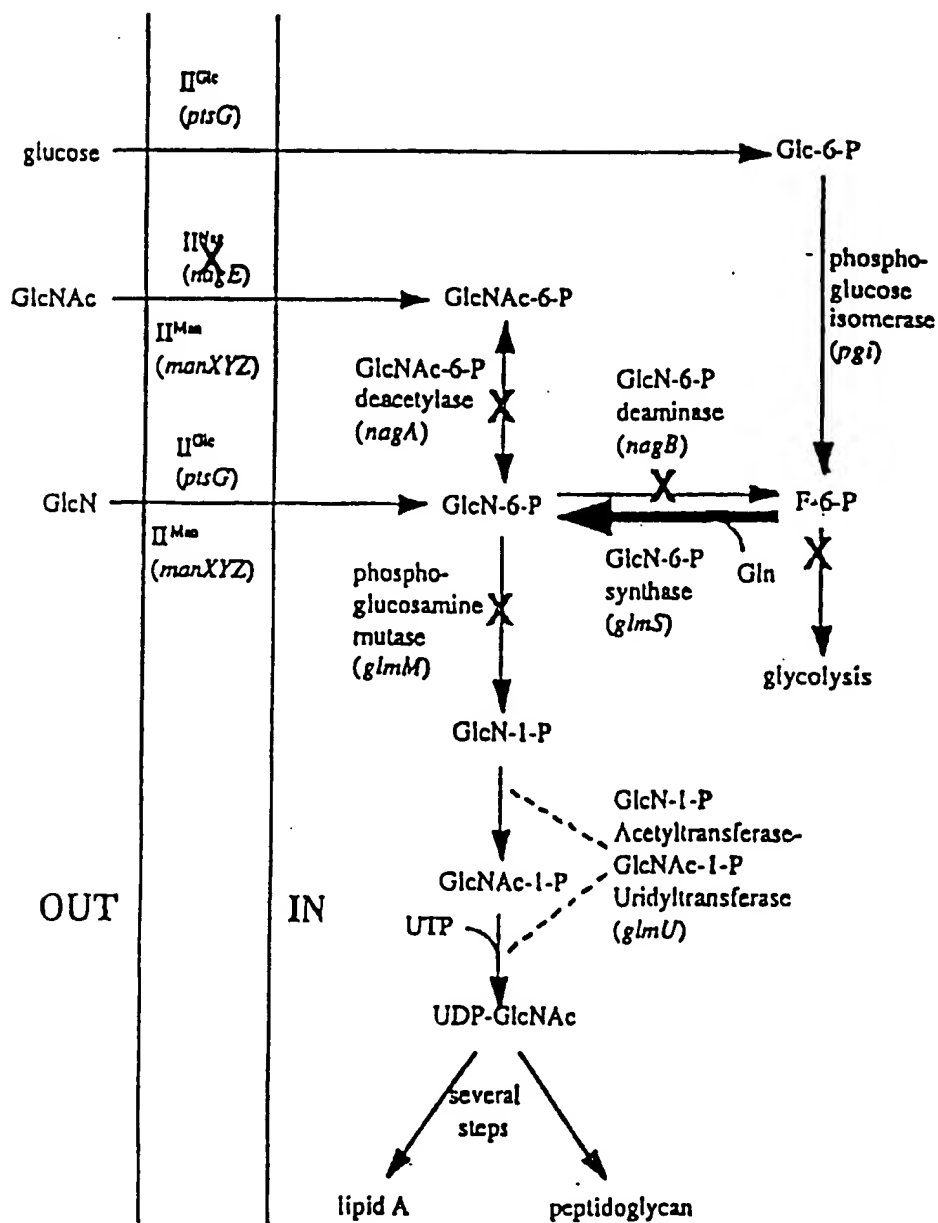 II^Glc
(ptsG)
glucose
Glc-6-P
II^Nag
(nagE)
GlcNAc
GlcNAc-6-P
phospho-
glucose
isomerase
(pgi)
II^Man
(manXYZ)
GlcNAc-6-P
deacetylase
(nagA)
GlcN-6-P
deaminase
(nagB)
II^Glc
(ptsG)
GlcN
GlcN-6-P
F-6-P
II^Man
(manXYZ)
GlcN-6-P
synthase
(glmS)
Gln
phospho-
glucosamine
mutase
(glmM)
glycolysis
GlcN-1-P
GlcN-1-P
Acetyltransferase-
GlcNAc-1-P
Uridyltransferase
(glmU)
GlcNAc-1-P
OUT
IN
UTP
UDP-GlcNAc
several
steps
lipid A
peptidoglycan